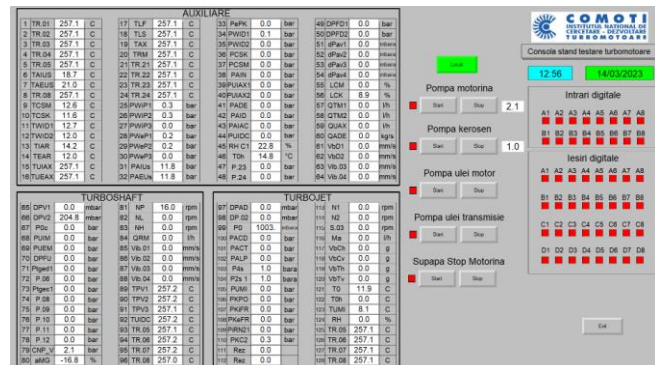 AUXILIARE
1 TR.01 257.1 C 17 TLF 257.1 C 33 PePK 0.0 bar 49 DPFD1 0.0 bar
2 TR.02 257.1 C 18 TLS 257.1 C 34 PWID1 0.1 bar 50 DPFD2 0.0 bar
3 TR.03 257.1 C 19 TAX 257.1 C 35 PWID2 0.0 bar 51 dPav1 0.0
4 TR.04 257.1 C 20 TRM 257.1 C 36 PCSK 0.0 bar 52 dPav2 0.0
5 TR.05 257.1 C 21 TR.21 257.1 C 37 PCSM 0.0 bar 53 dPav3 0.0
6 TAIUS 18.7 C 22 TR.22 257.1 C 38 PAIN 0.0 bar 54 dPav4 0.0
7 TAEUS 21.0 C 23 TR.23 257.1 C 39 PUIAX1 0.0 bar 55 LCM 0.0 %
8 TR.08 257.1 C 24 TR.24 257.1 C 40 PUIAX2 0.0 bar 56 LCK 8.9 %
9 TCSM 12.6 C 25 PWiP1 0.3 bar 41 PADE 0.0 bar 57 QTM1 0.0 l/h
10 TCSK 11.6 C 26 PWiP2 0.3 bar 42 PAID 0.0 bar 58 QTM2 0.0 l/h
11 TWID1 12.7 C 27 PWiP3 0.0 bar 43 PAIAC 0.0 bar 59 QUAX 0.0 l/h
12 TWID2 12.0 C 28 PWeP1 0.2 bar 44 PUIDC 0.0 bar 60 QADE 0.0 kg/s
13 TIAR 14.2 C 29 PWeP2 0.2 bar 45 RH C1 22.8 % 61 VbD1 0.0 mm/s
14 TEAR 12.0 C 30 PWeP3 0.0 bar 46 T0h 14.8 °C 62 VbD2 0.0 mm/s
15 TUIAX 257.1 C 31 PAIUs 11.8 bar 47 P.23 0.0 bar 63 Vib.03 0.0 mm/s
16 TUEAX 257.1 C 32 PAEUs 11.8 bar 48 P.24 0.0 bar 64 Vib.04 0.0 mm/s
TURBOSHAFT
65 DPV1 0.0 mbar 81 NP 16.0 rpm
66 DPV2 204.8 mbar 82 NL 0.0 rpm
67 P0c 0.0 bar 83 NH 0.0 rpm
68 PUIM 0.0 bar 84 QRM 0.0 l/h
69 PUEM 0.0 bar 85 Vib.01 0.0 mm/s
70 DPFU 0.0 bar 86 Vib.02 0.0 mm/s
71 Ptged1 0.0 bar 87 Vib.03 0.0 mm/s
72 P.06 0.0 bar 88 Vib.04 0.0 mm/s
73 Ptgec1 0.0 bar 89 TPV1 257.2 C
74 P.08 0.0 bar 90 TPV2 257.2 C
75 P.09 0.0 bar 91 TPV3 257.1 C
76 P.10 0.0 bar 92 TUIDC 257.2 C
77 P.11 0.0 bar 93 TR.05 257.1 C
78 P.12 0.0 bar 94 TR.06 257.2 C
79 CNP_V 2.1 bar 95 TR.07 257.2 C
80 aMG -16.8 % 96 TR.08 257.0 C
TURBOJET
97 DPAD 0.0 mbar 113 N1 0.0 rpm
98 DP.02 0.0 mbar 114 N2 0.0 rpm
99 P0 1003. 115 S.03 0.0 rpm
100 PACD 0.0 bar 116 Ma 0.0 l/h
101 PACT 0.0 bar 117 VbCh 0.0 g
102 PALP 0.0 bar 118 VbCv 0.0 g
103 P4s 1.0 bara 119 VbTh 0.0 g
104 P2s 1 1.0 bara 120 VbTv 0.0 g
105 PUMI 0.0 bar 121 T0 11.9 C
106 PKPO 0.0 bar 122 T0h 0.0 C
107 PKIFR 0.0 bar 123 TUMI 8.1 C
108 PKeFR 0.0 bar 124 RH 0.0 %
109 PIRN21 0.0 bar 125 TR.05 257.1 C
110 PKC2 0.3 bar 126 TR.06 257.1 C
111 Rez 0.0 127 TR.07 257.1 C
112 Rez 0.0 128 TR.08 257.1 C
Local
Pompa motorina
Start Stop 2.1
Pompa kerosen
Start Stop 1.0
Pompa ulei motor
Start Stop
Pompa ulei transmisie
Start Stop
Supapa Stop Motorina
Start Stop
COMOTI
INSTITUTUL NATIONAL DE
CERCETARE - DEZVOLTARE
TURBOMOTOARE
Consola stand testare turbomotoare
12:56 14/03/2023
Intrari digitale
A1 A2 A3 A4 A5 A6 A7 A8
B1 B2 B3 B4 B5 B6 B7 B8
Iesiri digitale
A1 A2 A3 A4 A5 A6 A7 A8
B1 B2 B3 B4 B5 B6 B7 B8
C1 C2 C3 C4 C5 C6 C7 C8
D1 D2 D3 D4 D5 D6 D7 D8
Exit